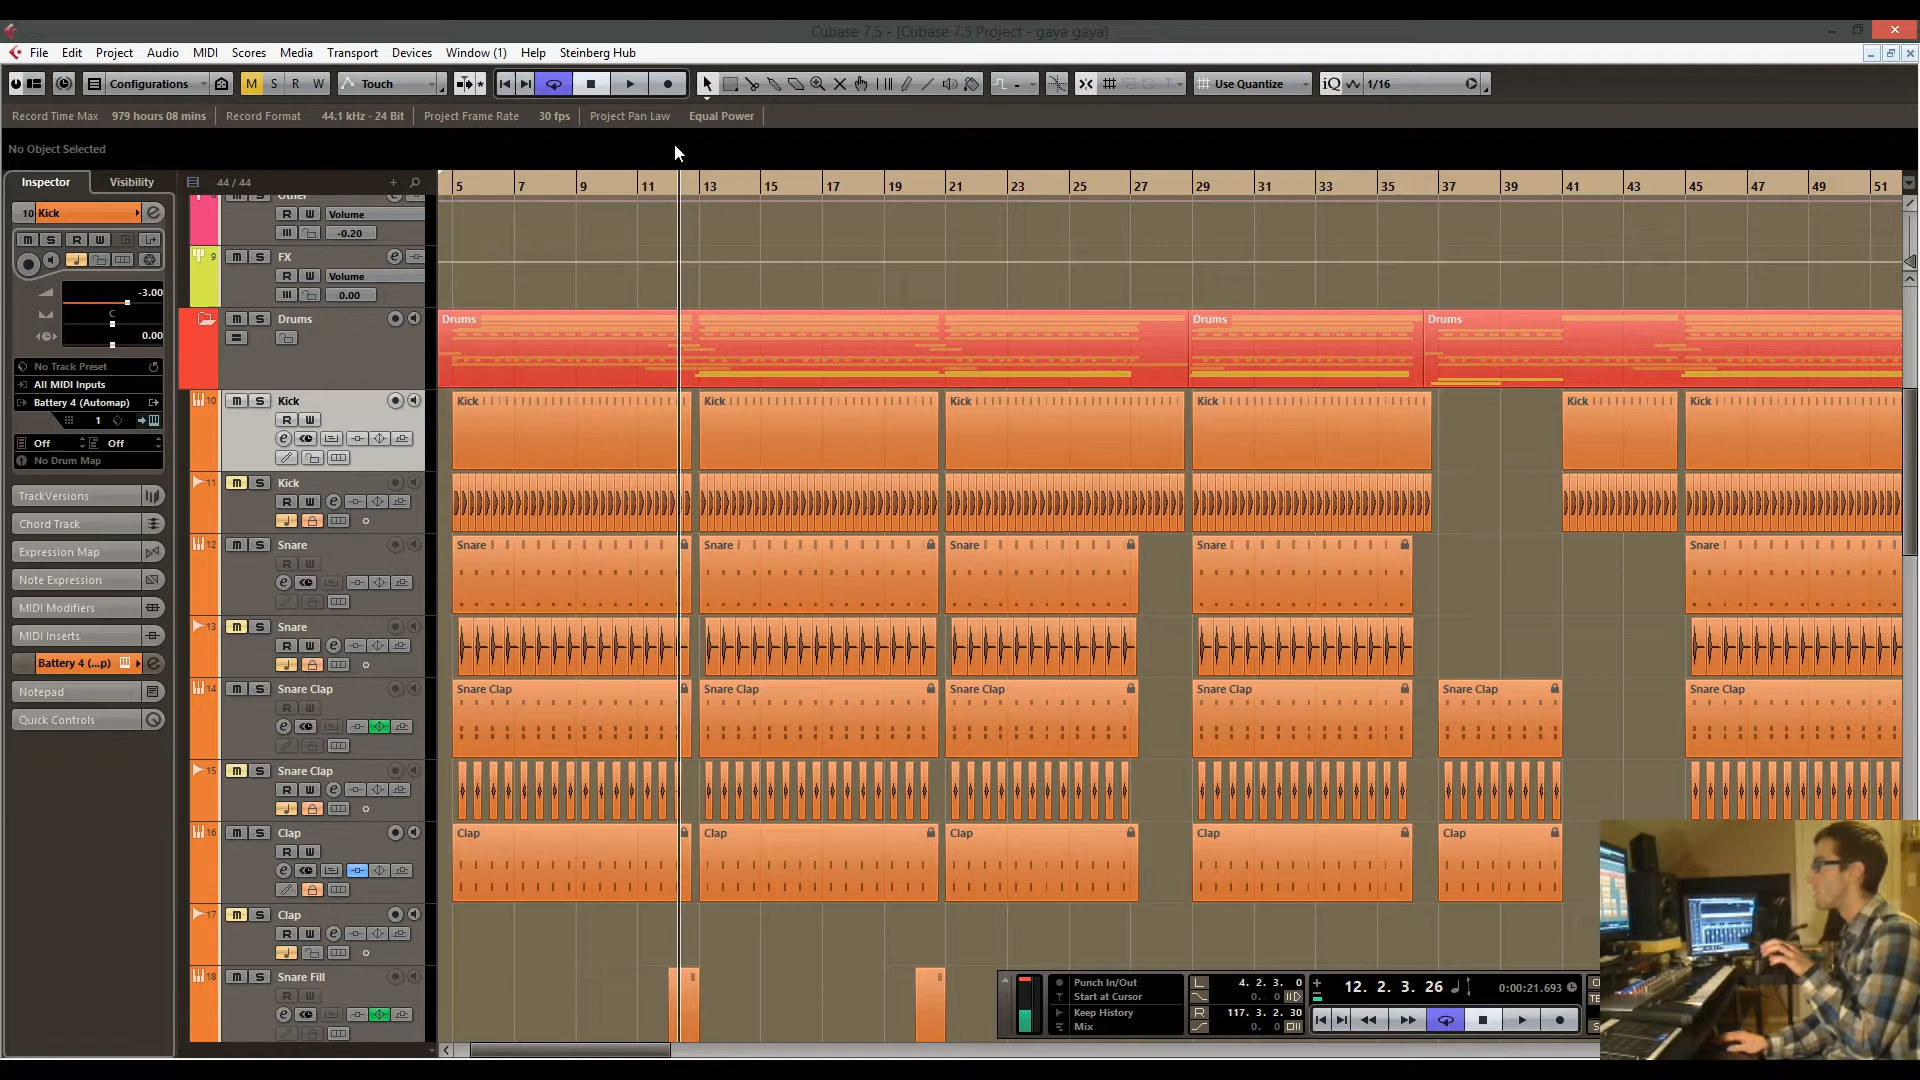 Cubase 7.5 - [Cubase 7.5 Project - gaya gaya]
File Edit Project Audio MIDI Scores Media Transport Devices Window (1) Help Steinberg Hub
Configurations M S R W Touch Use Quantize iQ 1/16
Record Time Max 979 hours 08 mins Record Format 44.1 kHz - 24 Bit Project Frame Rate 30 fps Project Pan Law Equal Power
No Object Selected
Inspector Visibility 44 / 44
5 7 9 11 13 15 17 19 21 23 25 27 29 31 33 35 37 39 41 43 45 47 49 51
10 Kick
m S R W
-3.00
C
0.00
No Track Preset
All MIDI Inputs
Battery 4 (Automap)
1
Off Off
No Drum Map
TrackVersions
Chord Track
Expression Map
Note Expression
MIDI Modifiers
MIDI Inserts
Battery 4 (...p)
Notepad
Quick Controls
Other
R W Volume
-0.20
9 m S FX
R W Volume
0.00
m S Drums
Drums Drums Drums
10 m S Kick
R W
Kick Kick Kick Kick Kick Kick
11 m S Kick
R W
12 m S Snare
R W
Snare Snare Snare Snare Snare
13 m S Snare
R W
14 m S Snare Clap
R W
Snare Clap Snare Clap Snare Clap Snare Clap Snare Clap Snare Clap
15 m S Snare Clap
R W
16 m S Clap
R W
Clap Clap Clap Clap Clap
17 m S Clap
R W
18 m S Snare Fill
R W
Punch In/Out
Start at Cursor
Keep History
Mix
L 4. 2. 3. 0
0. 0
R 117. 3. 2. 30
0. 0
12. 2. 3. 26 0:00:21.693